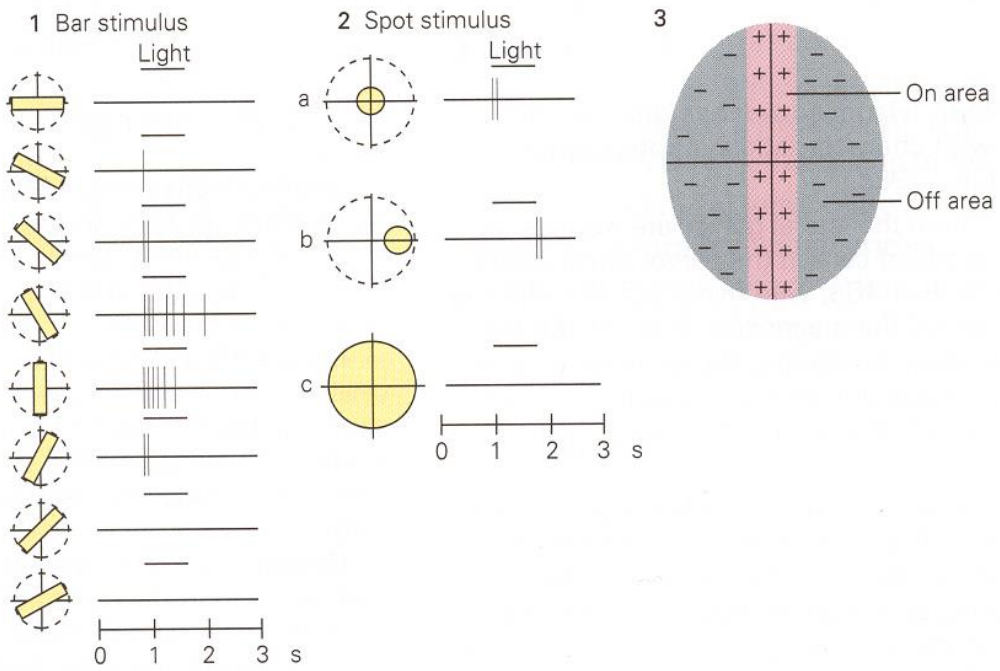 1 Bar stimulus
Light
0 1 2 3 s
2 Spot stimulus
Light
a
b
c
0 1 2 3 s
3
+ +
+ +
+ +
+ +
+ +
+ +
+ +
+ +
On area
Off area